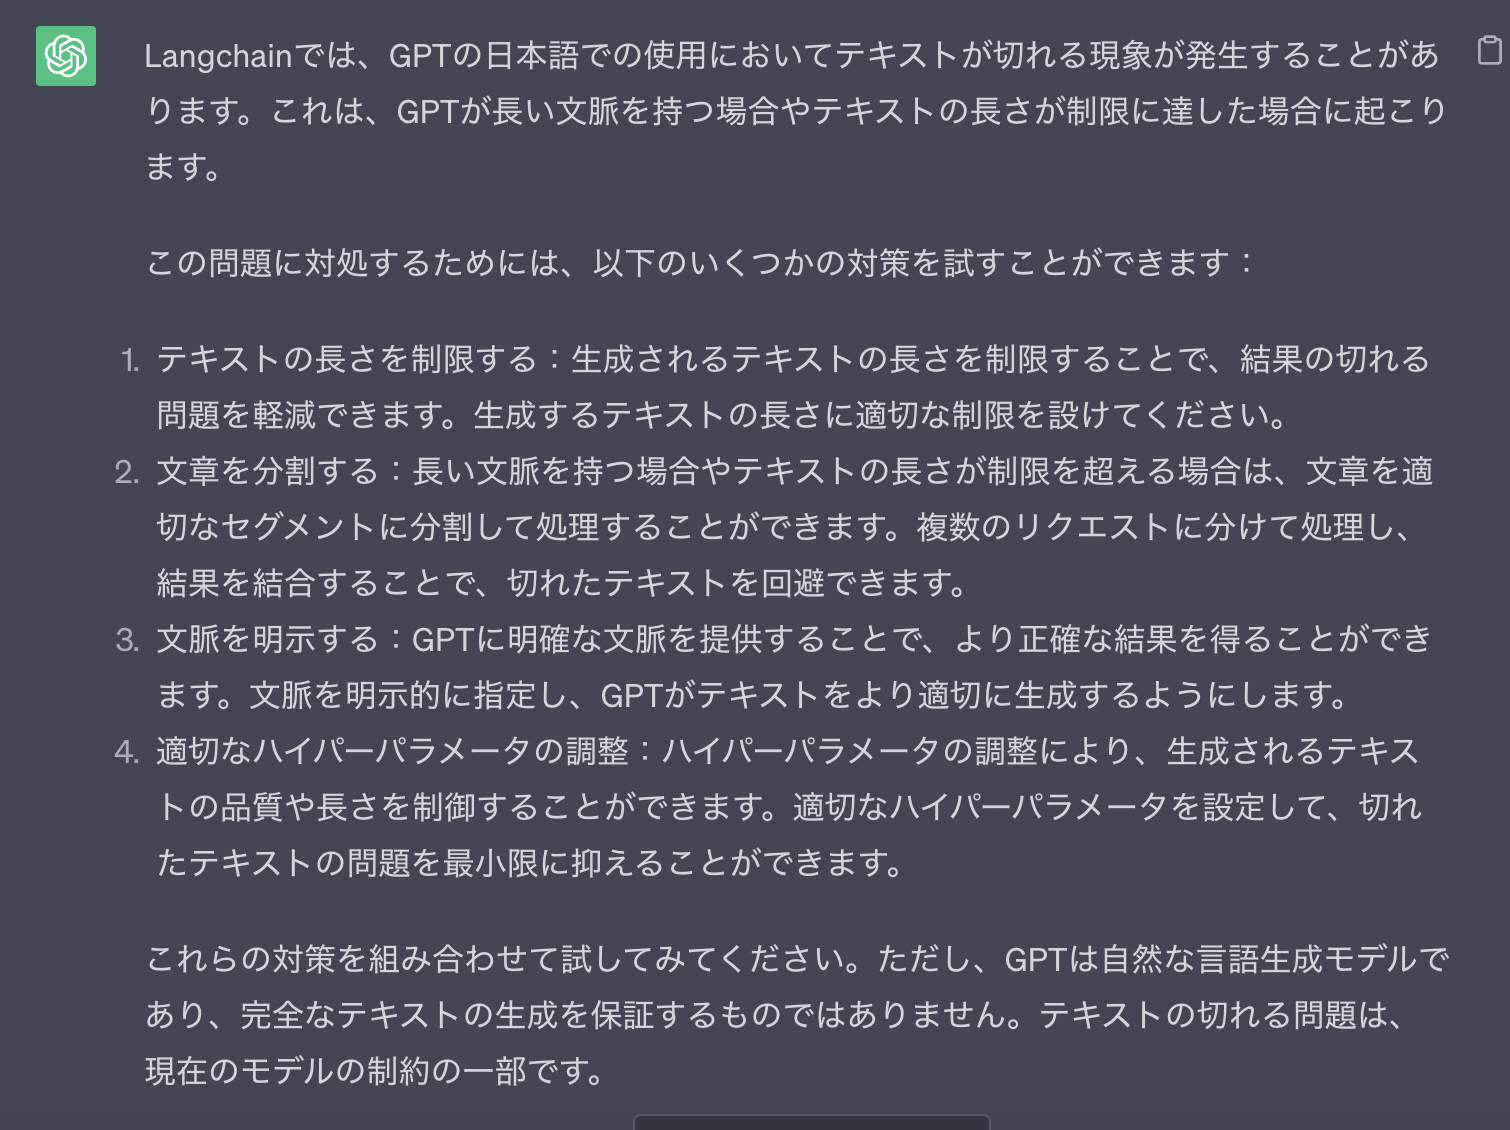 Langchainでは、GPTの日本語での使用においてテキストが切れる現象が発生することがあ
ります。これは、GPTが長い文脈を持つ場合やテキストの長さが制限に達した場合に起こり
ます。
この問題に対処するためには、以下のいくつかの対策を試すことができます：
1. テキストの長さを制限する：生成されるテキストの長さを制限することで、結果の切れる
問題を軽減できます。生成するテキストの長さに適切な制限を設けてください。
2. 文章を分割する：長い文脈を持つ場合やテキストの長さが制限を超える場合は、文章を適
切なセグメントに分割して処理することができます。複数のリクエストに分けて処理し、
結果を結合することで、切れたテキストを回避できます。
3. 文脈を明示する：GPTに明確な文脈を提供することで、より正確な結果を得ることができ
ます。文脈を明示的に指定し、GPTがテキストをより適切に生成するようにします。
4. 適切なハイパーパラメータの調整：ハイパーパラメータの調整により、生成されるテキス
トの品質や長さを制御することができます。適切なハイパーパラメータを設定して、切れ
たテキストの問題を最小限に抑えることができます。
これらの対策を組み合わせて試してみてください。ただし、GPTは自然な言語生成モデルで
あり、完全なテキストの生成を保証するものではありません。テキストの切れる問題は、
現在のモデルの制約の一部です。